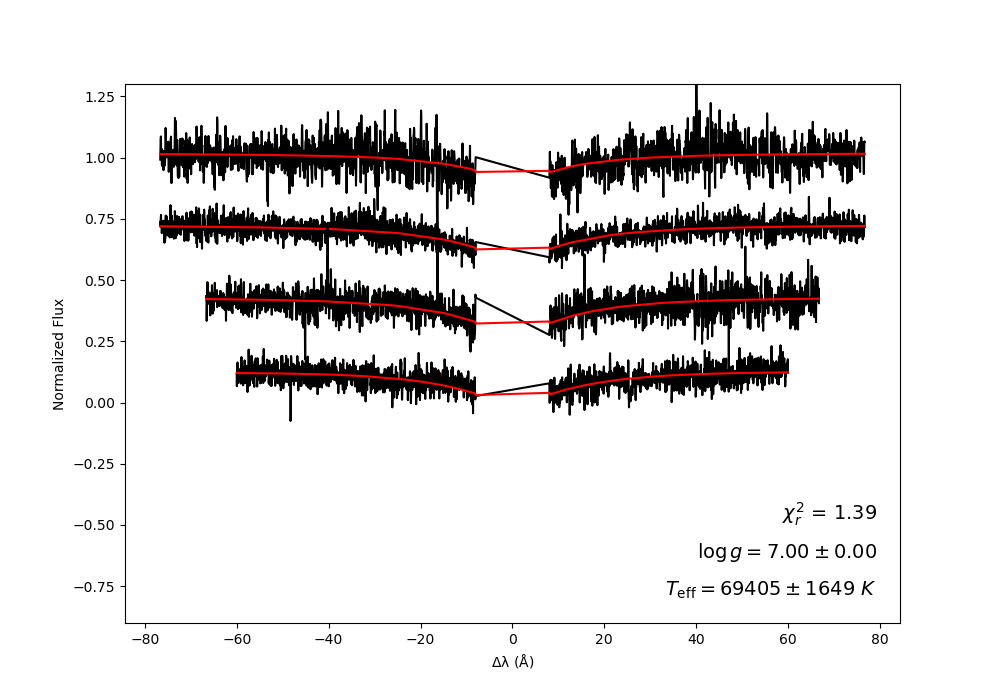 1.25
1.00
0.75
0.50
0.25
0.00
−0.25
−0.50
−0.75
Normalized Flux
χ²ᵣ = 1.39
log g = 7.00 ± 0.00
T_eff = 69405 ± 1649 K
−80 −60 −40 −20 0 20 40 60 80
Δλ (Å)